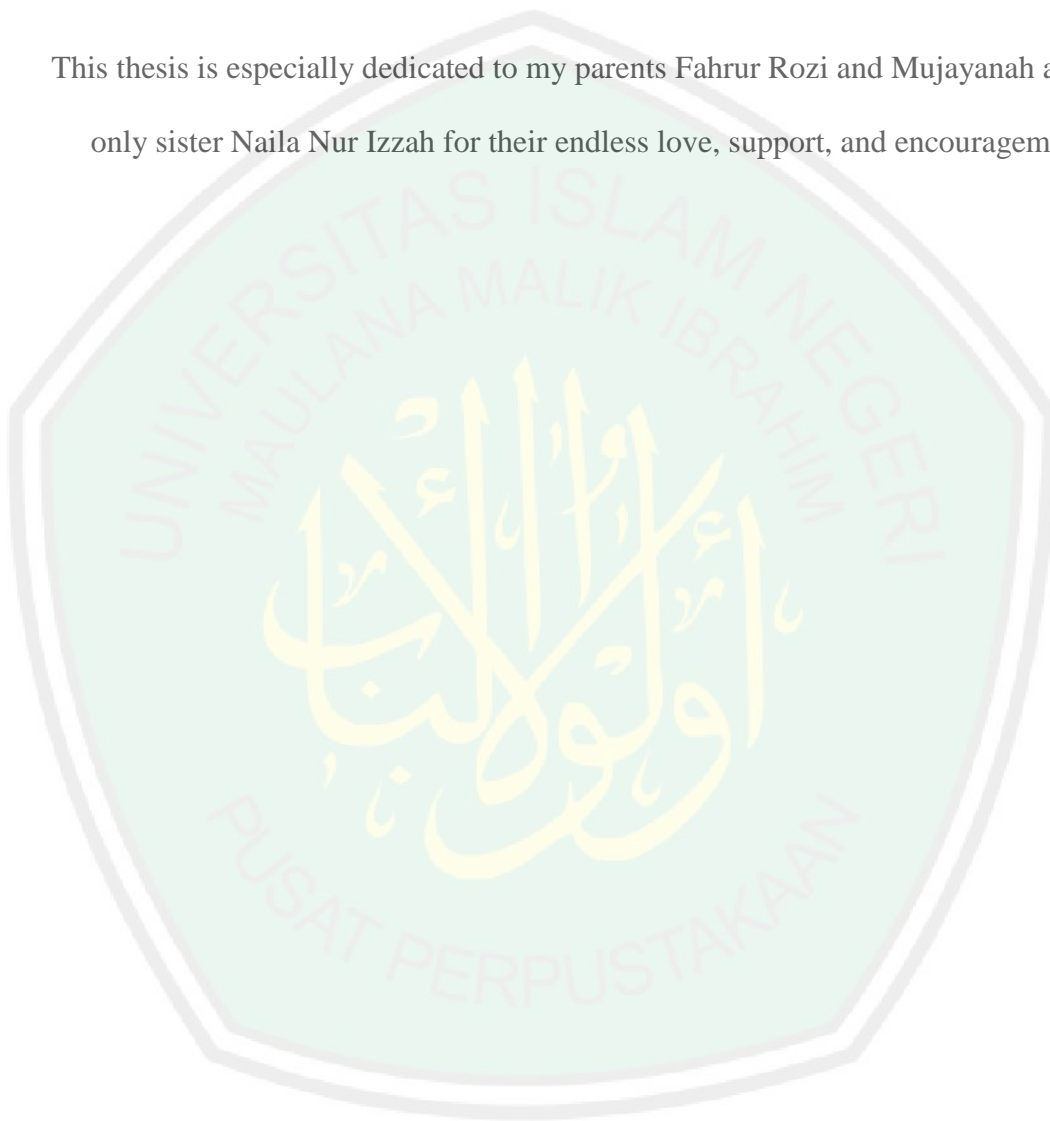 This thesis is especially dedicated to my parents Fahrur Rozi and Mujayanah a
only sister Naila Nur Izzah for their endless love, support, and encouragem
UNIVERSITAS ISLAM NEGERI
MAULANA MALIK IBRAHIM
أولوا الألباب
PUSAT PERPUSTAKAAN